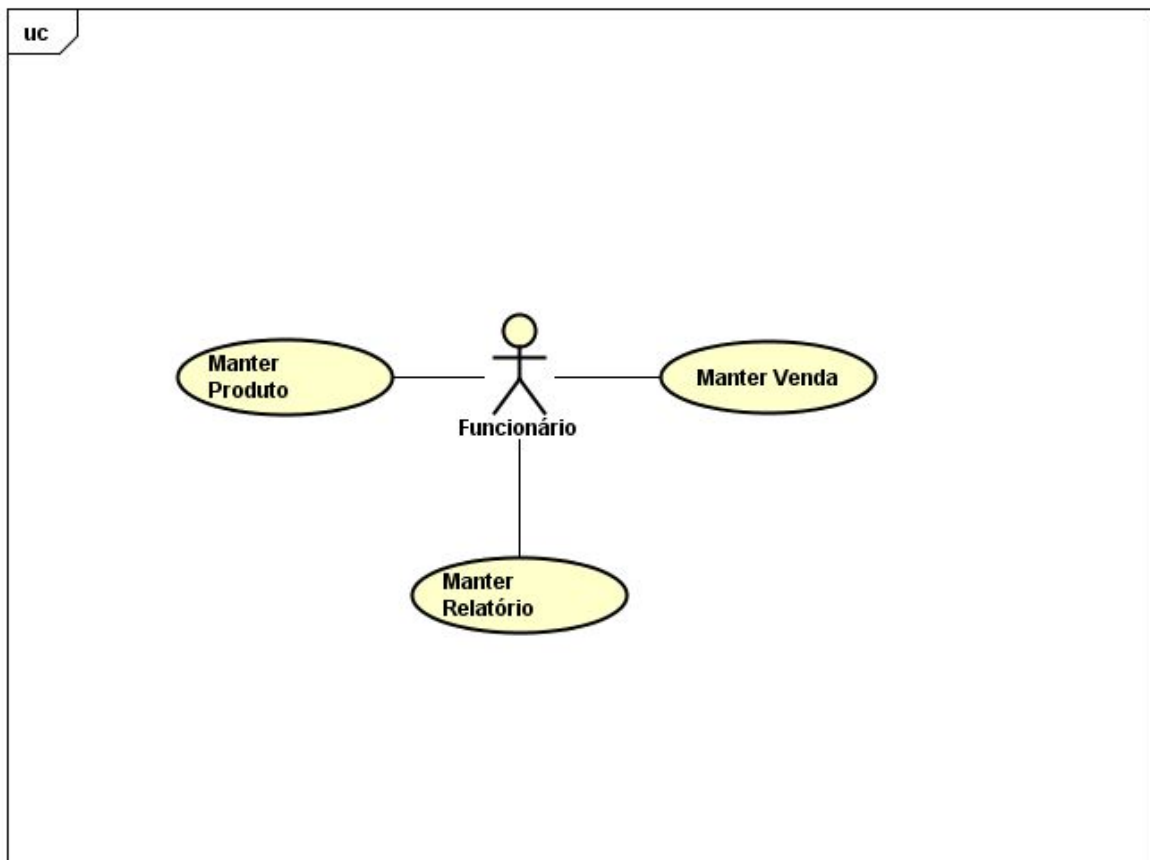 uc
Manter
Produto
Funcionário
Manter Venda
Manter
Relatório